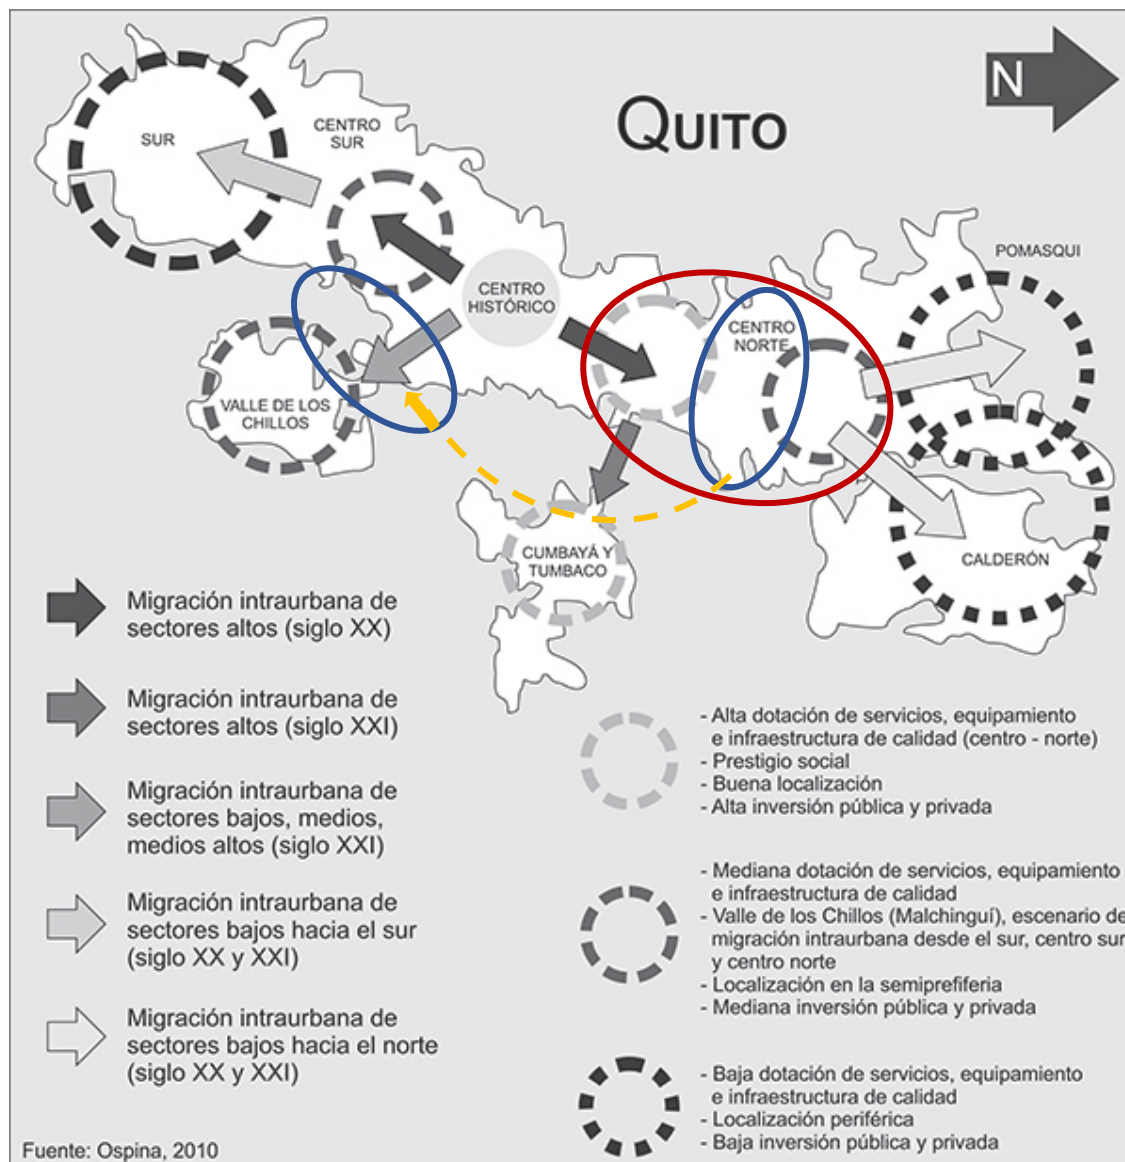 QUITO
N
SUR
CENTRO
SUR
CENTRO
HISTÓRICO
CENTRO
NORTE
POMASQUI
VALLE DE LOS
CHILLOS
CUMBAYÁ Y
TUMBACO
CALDERÓN
Migración intraurbana de
sectores altos (siglo XX)
Migración intraurbana de
sectores altos (siglo XXI)
Migración intraurbana de
sectores bajos, medios,
medios altos (siglo XXI)
Migración intraurbana de
sectores bajos hacia el sur
(siglo XX y XXI)
Migración intraurbana de
sectores bajos hacia el norte
(siglo XX y XXI)
- Alta dotación de servicios, equipamiento
e infraestructura de calidad (centro - norte)
- Prestigio social
- Buena localización
- Alta inversión pública y privada
- Mediana dotación de servicios, equipamiento
e infraestructura de calidad
- Valle de los Chillos (Malchinguí), escenario de
migración intraurbana desde el sur, centro sur
y centro norte
- Localización en la semiprefiferia
- Mediana inversión pública y privada
- Baja dotación de servicios, equipamiento
e infraestructura de calidad
- Localización periférica
- Baja inversión pública y privada
Fuente: Ospina, 2010